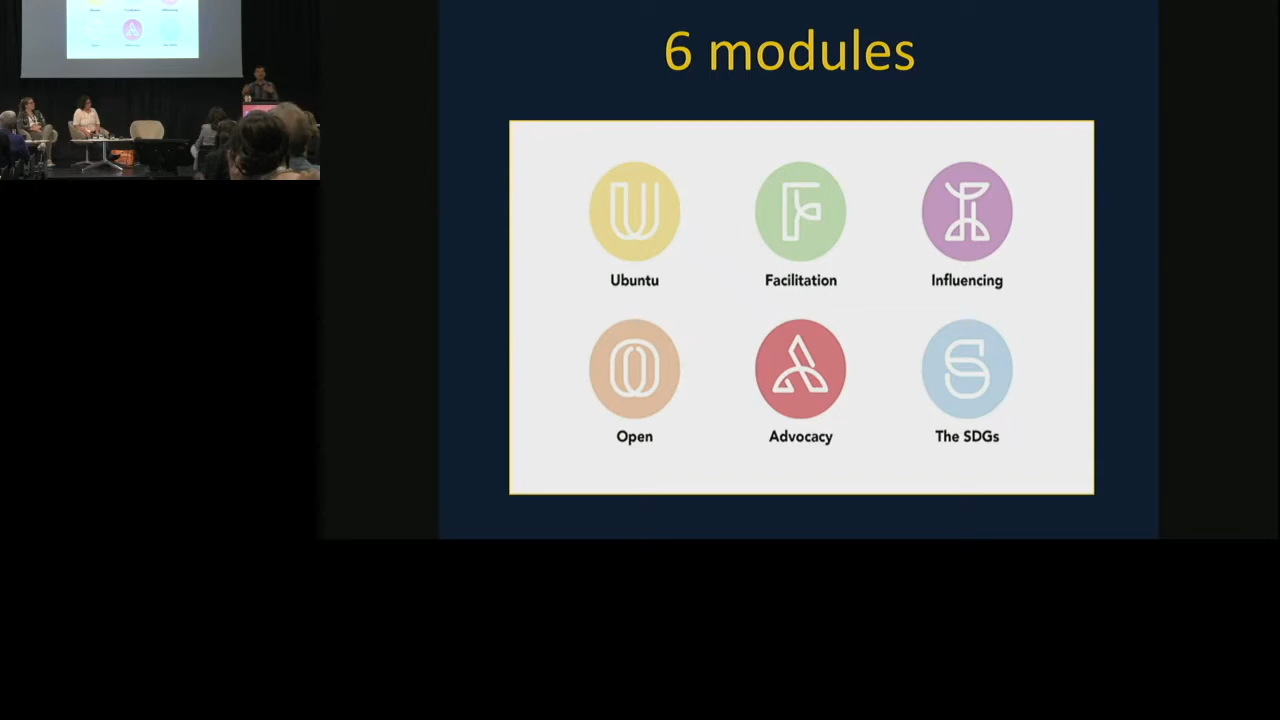 6 modules
Ubuntu
Facilitation
Influencing
Open
Advocacy
The SDGs